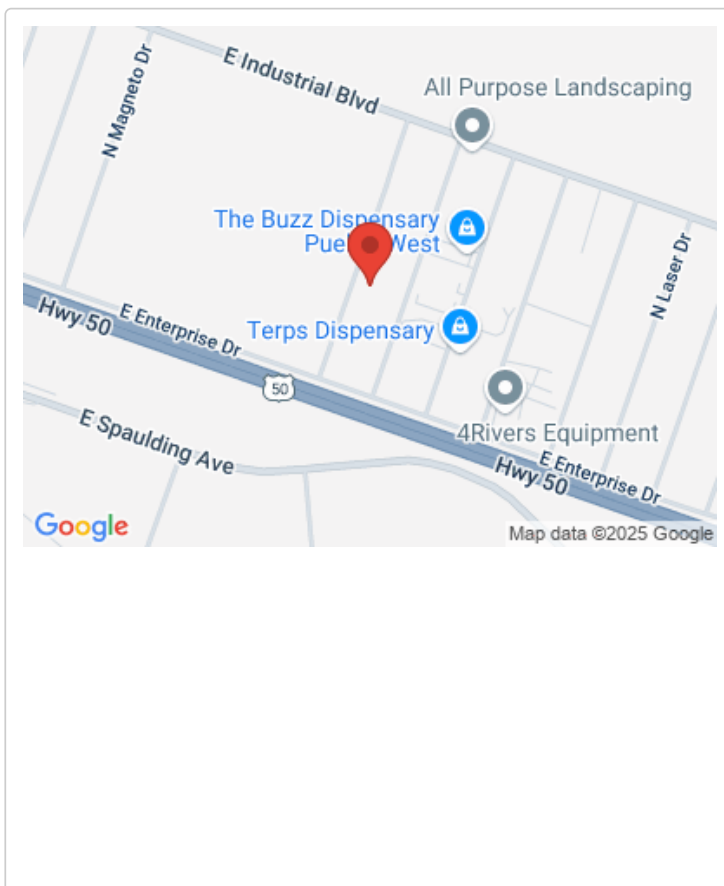 E Industrial Blvd
N Magneto Dr
All Purpose Landscaping
The Buzz Dispensary
Pueblo West
N Laser Dr
Hwy 50
E Enterprise Dr
Terps Dispensary
50
4Rivers Equipment
E Spaulding Ave
Hwy 50
E Enterprise Dr
Google
Map data ©2025 Google